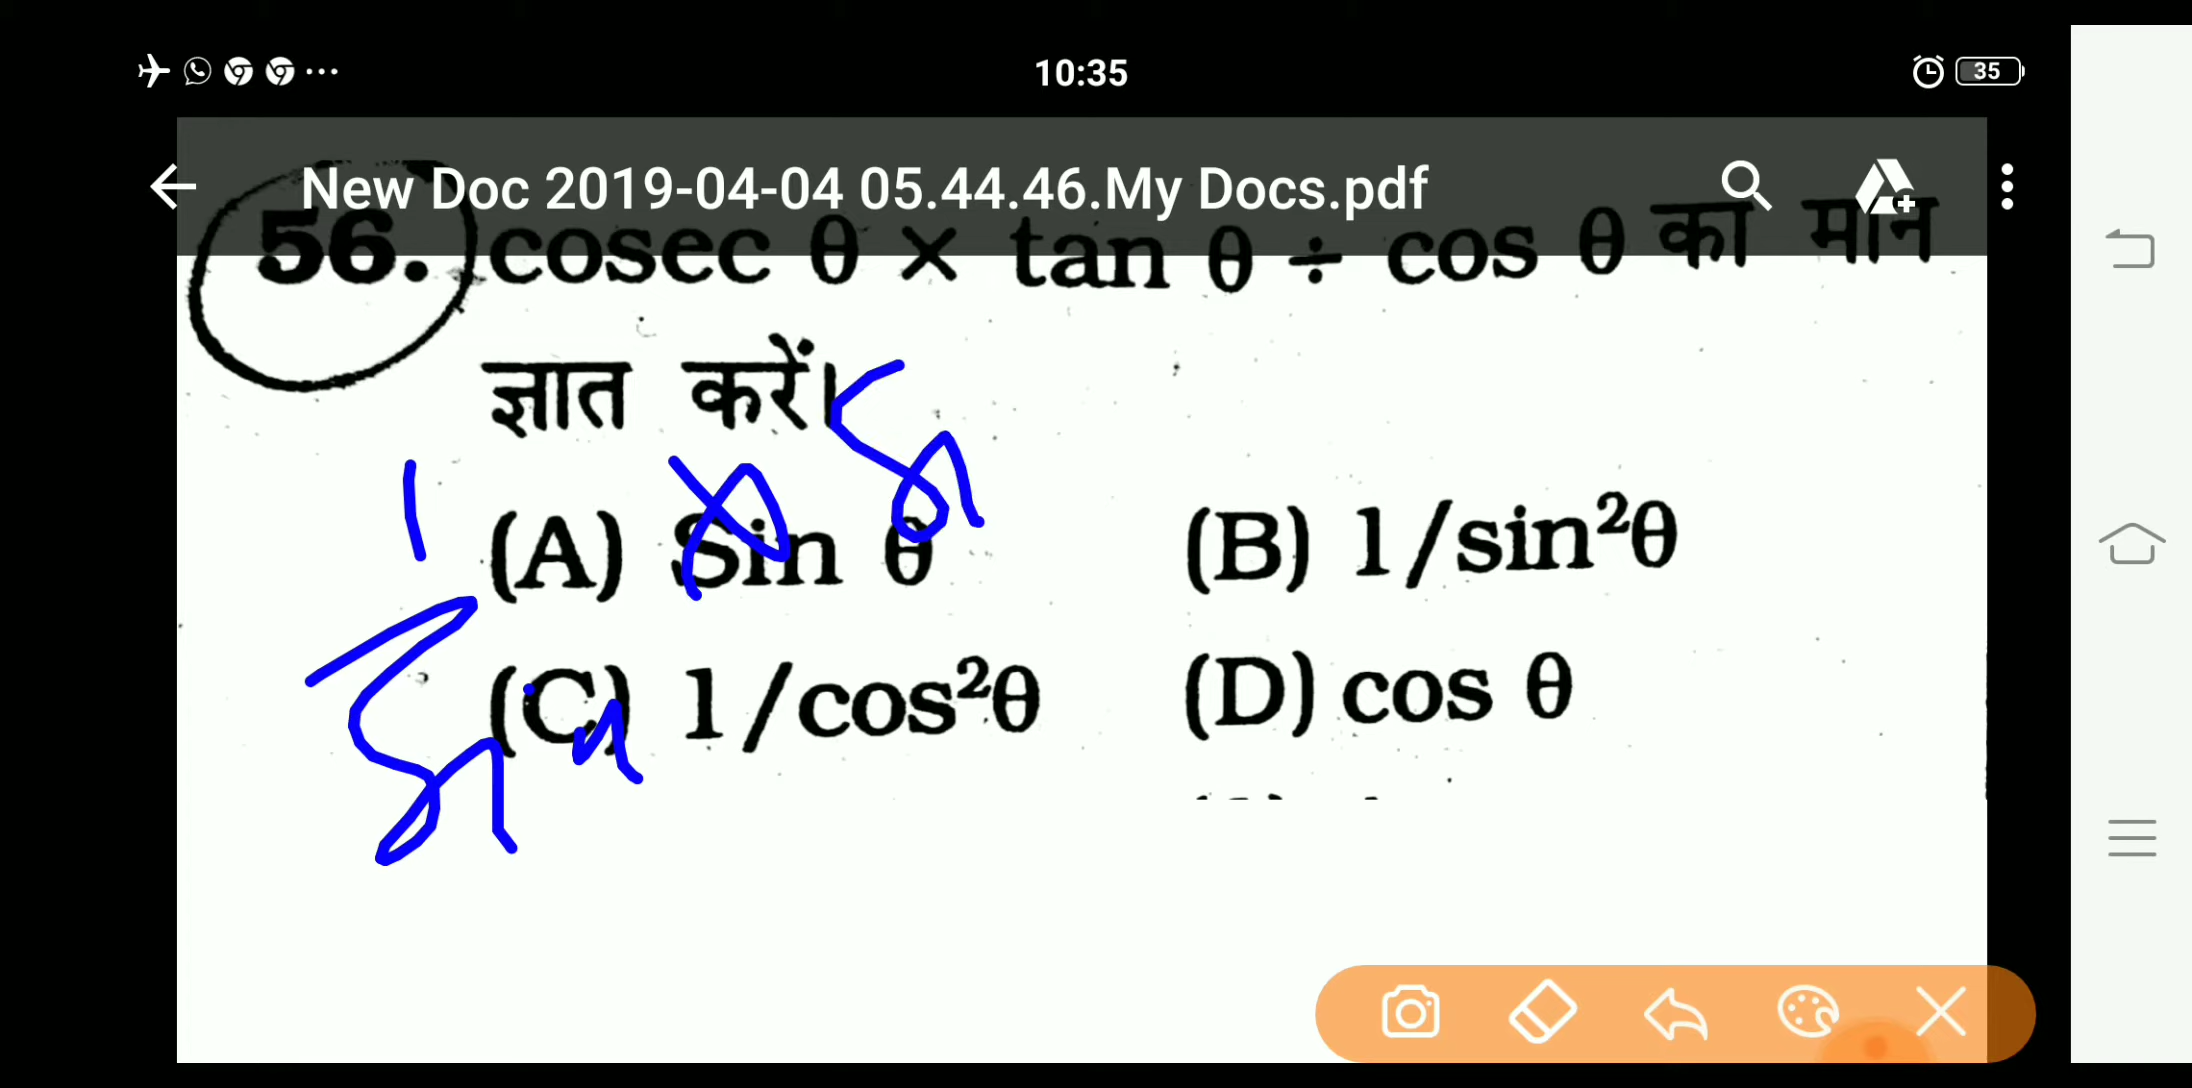 10:35
35
New Doc 2019-04-04 05.44.46.My Docs.pdf
56. cosec θ × tan θ ÷ cos θ का मान
ज्ञात करें।
(A) Sin θ (B) 1/sin²θ
(C) 1/cos²θ (D) cos θ